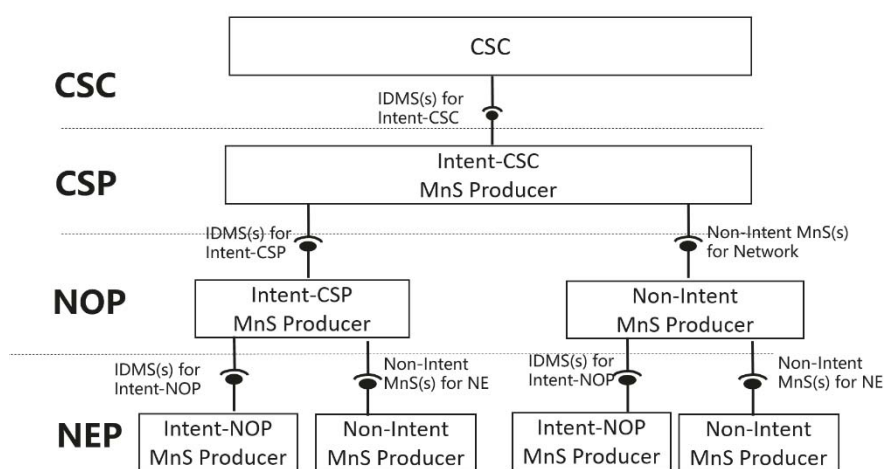 CSC
CSC
IDMS(s) for
Intent-CSC
CSP
Intent-CSC
MnS Producer
IDMS(s) for
Intent-CSP
Non-Intent MnS(s)
for Network
NOP
Intent-CSP
MnS Producer
Non-Intent
MnS Producer
IDMS(s) for
Intent-NOP
Non-Intent
MnS(s) for NE
IDMS(s) for
Intent-NOP
Non-Intent
MnS(s) for NE
NEP
Intent-NOP
MnS Producer
Non-Intent
MnS Producer
Intent-NOP
MnS Producer
Non-Intent
MnS Producer